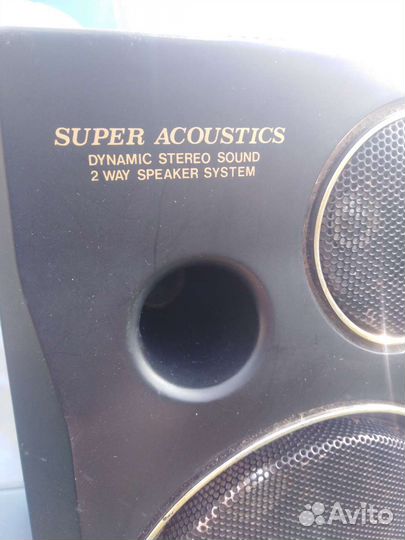 SUPER ACOUSTICS
DYNAMIC STEREO SOUND
2 WAY SPEAKER SYSTEM
Avito